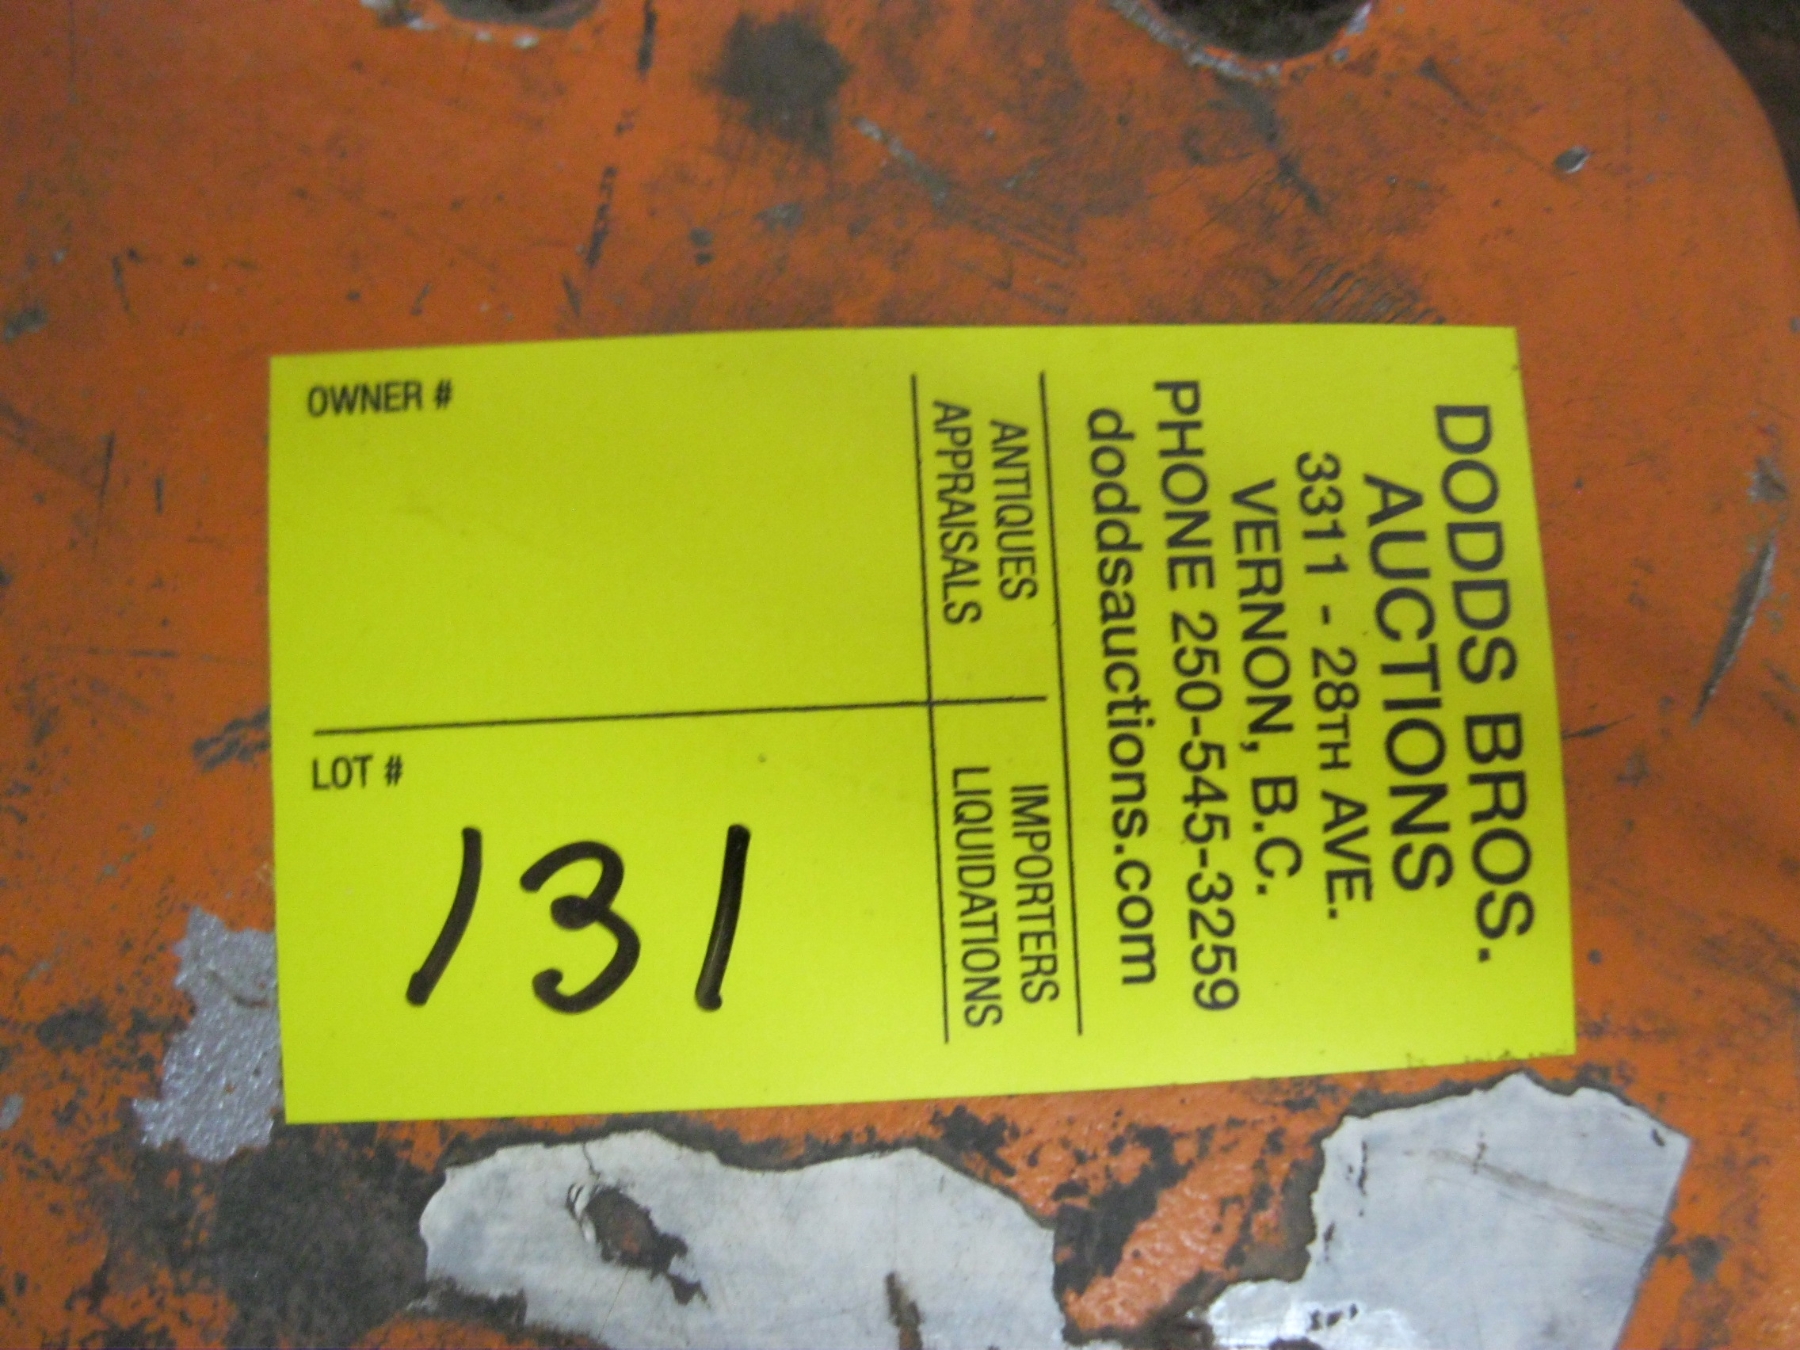 DODDS BROS.
AUCTIONS
3311 - 28TH AVE.
VERNON, B.C.
PHONE 250-545-3259
doddsauctions.com
ANTIQUES IMPORTERS
APPRAISALS LIQUIDATIONS
OWNER #
LOT #
131